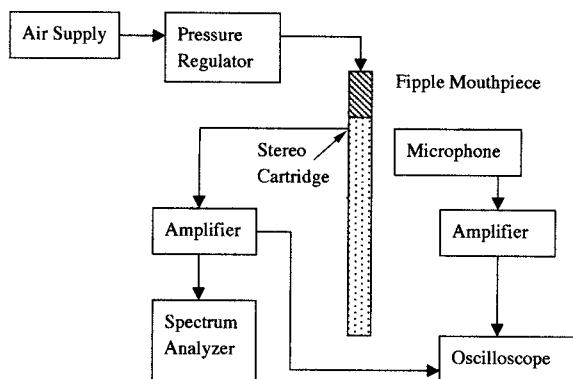 Air Supply
Pressure
Regulator
Fipple Mouthpiece
Stereo
Cartridge
Microphone
Amplifier
Amplifier
Spectrum
Analyzer
Oscilloscope